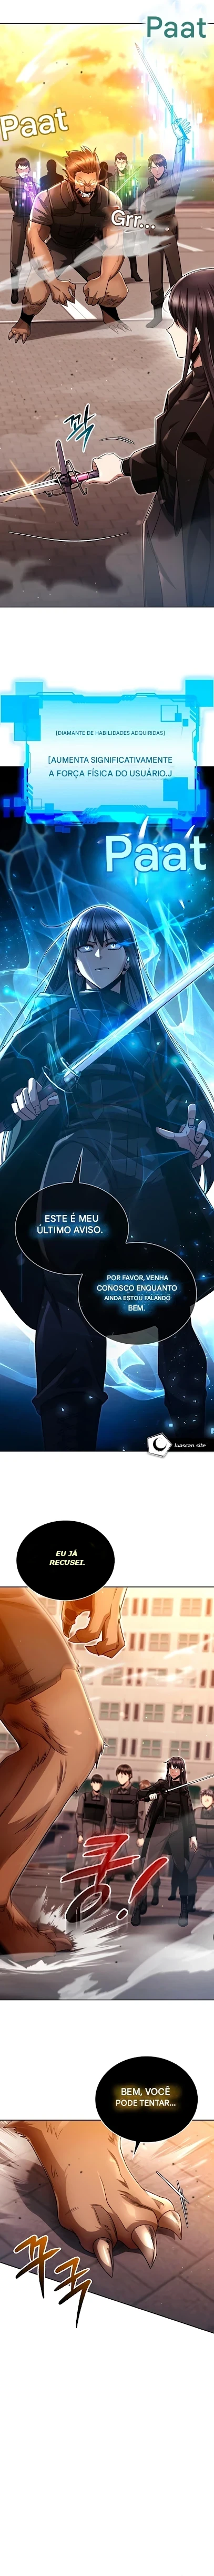 Paat
Paat
Grr...
콱
[DIAMANTE DE HABILIDADES ADQUIRIDAS]
[AUMENTA SIGNIFICATIVAMENTE
A FORÇA FÍSICA DO USUÁRIO.J
Paat
ESTE É MEU
ÚLTIMO AVISO.
POR FAVOR, VENHA
CONOSCO ENQUANTO
AINDA ESTOU FALANDO
BEM.
luascan.site
EU JÁ
RECUSEI.
쿵!
BEM, VOCÊ
PODE TENTAR...
꾸구